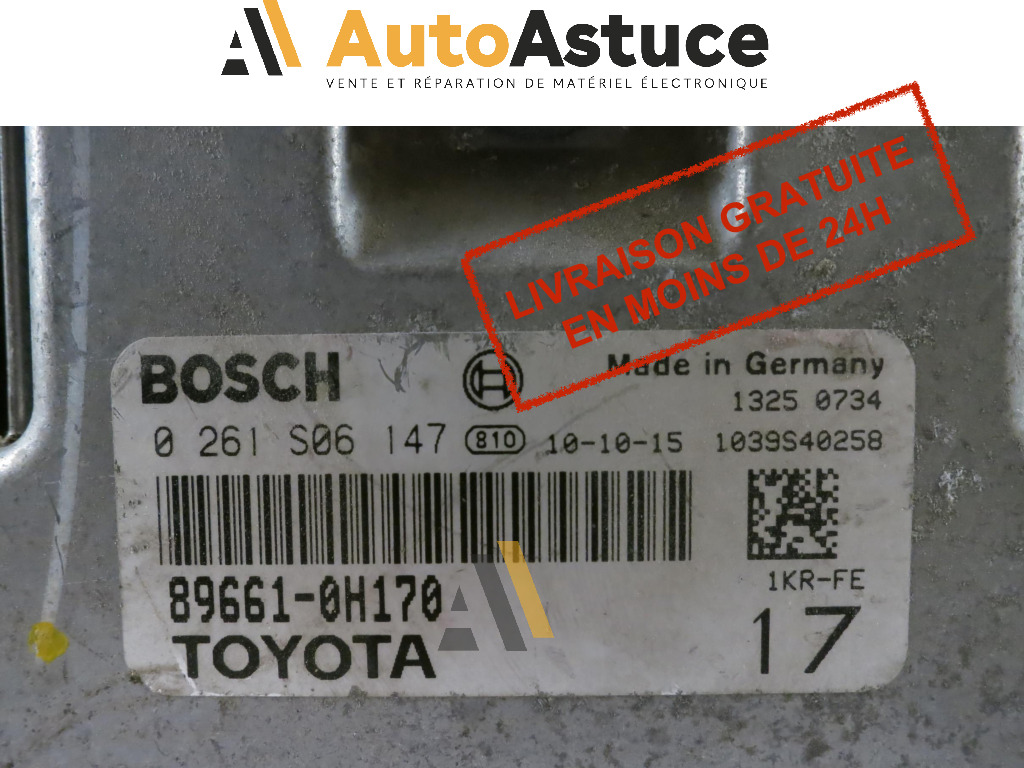 AutoAstuce
VENTE ET RÉPARATION DE MATÉRIEL ÉLECTRONIQUE
LIVRAISON GRATUITE
EN MOINS DE 24H
BOSCH
Made in Germany
1325 0734
0 261 S06 147 810 10-10-15 1039S40258
89661-0H170
1KR-FE
TOYOTA
17